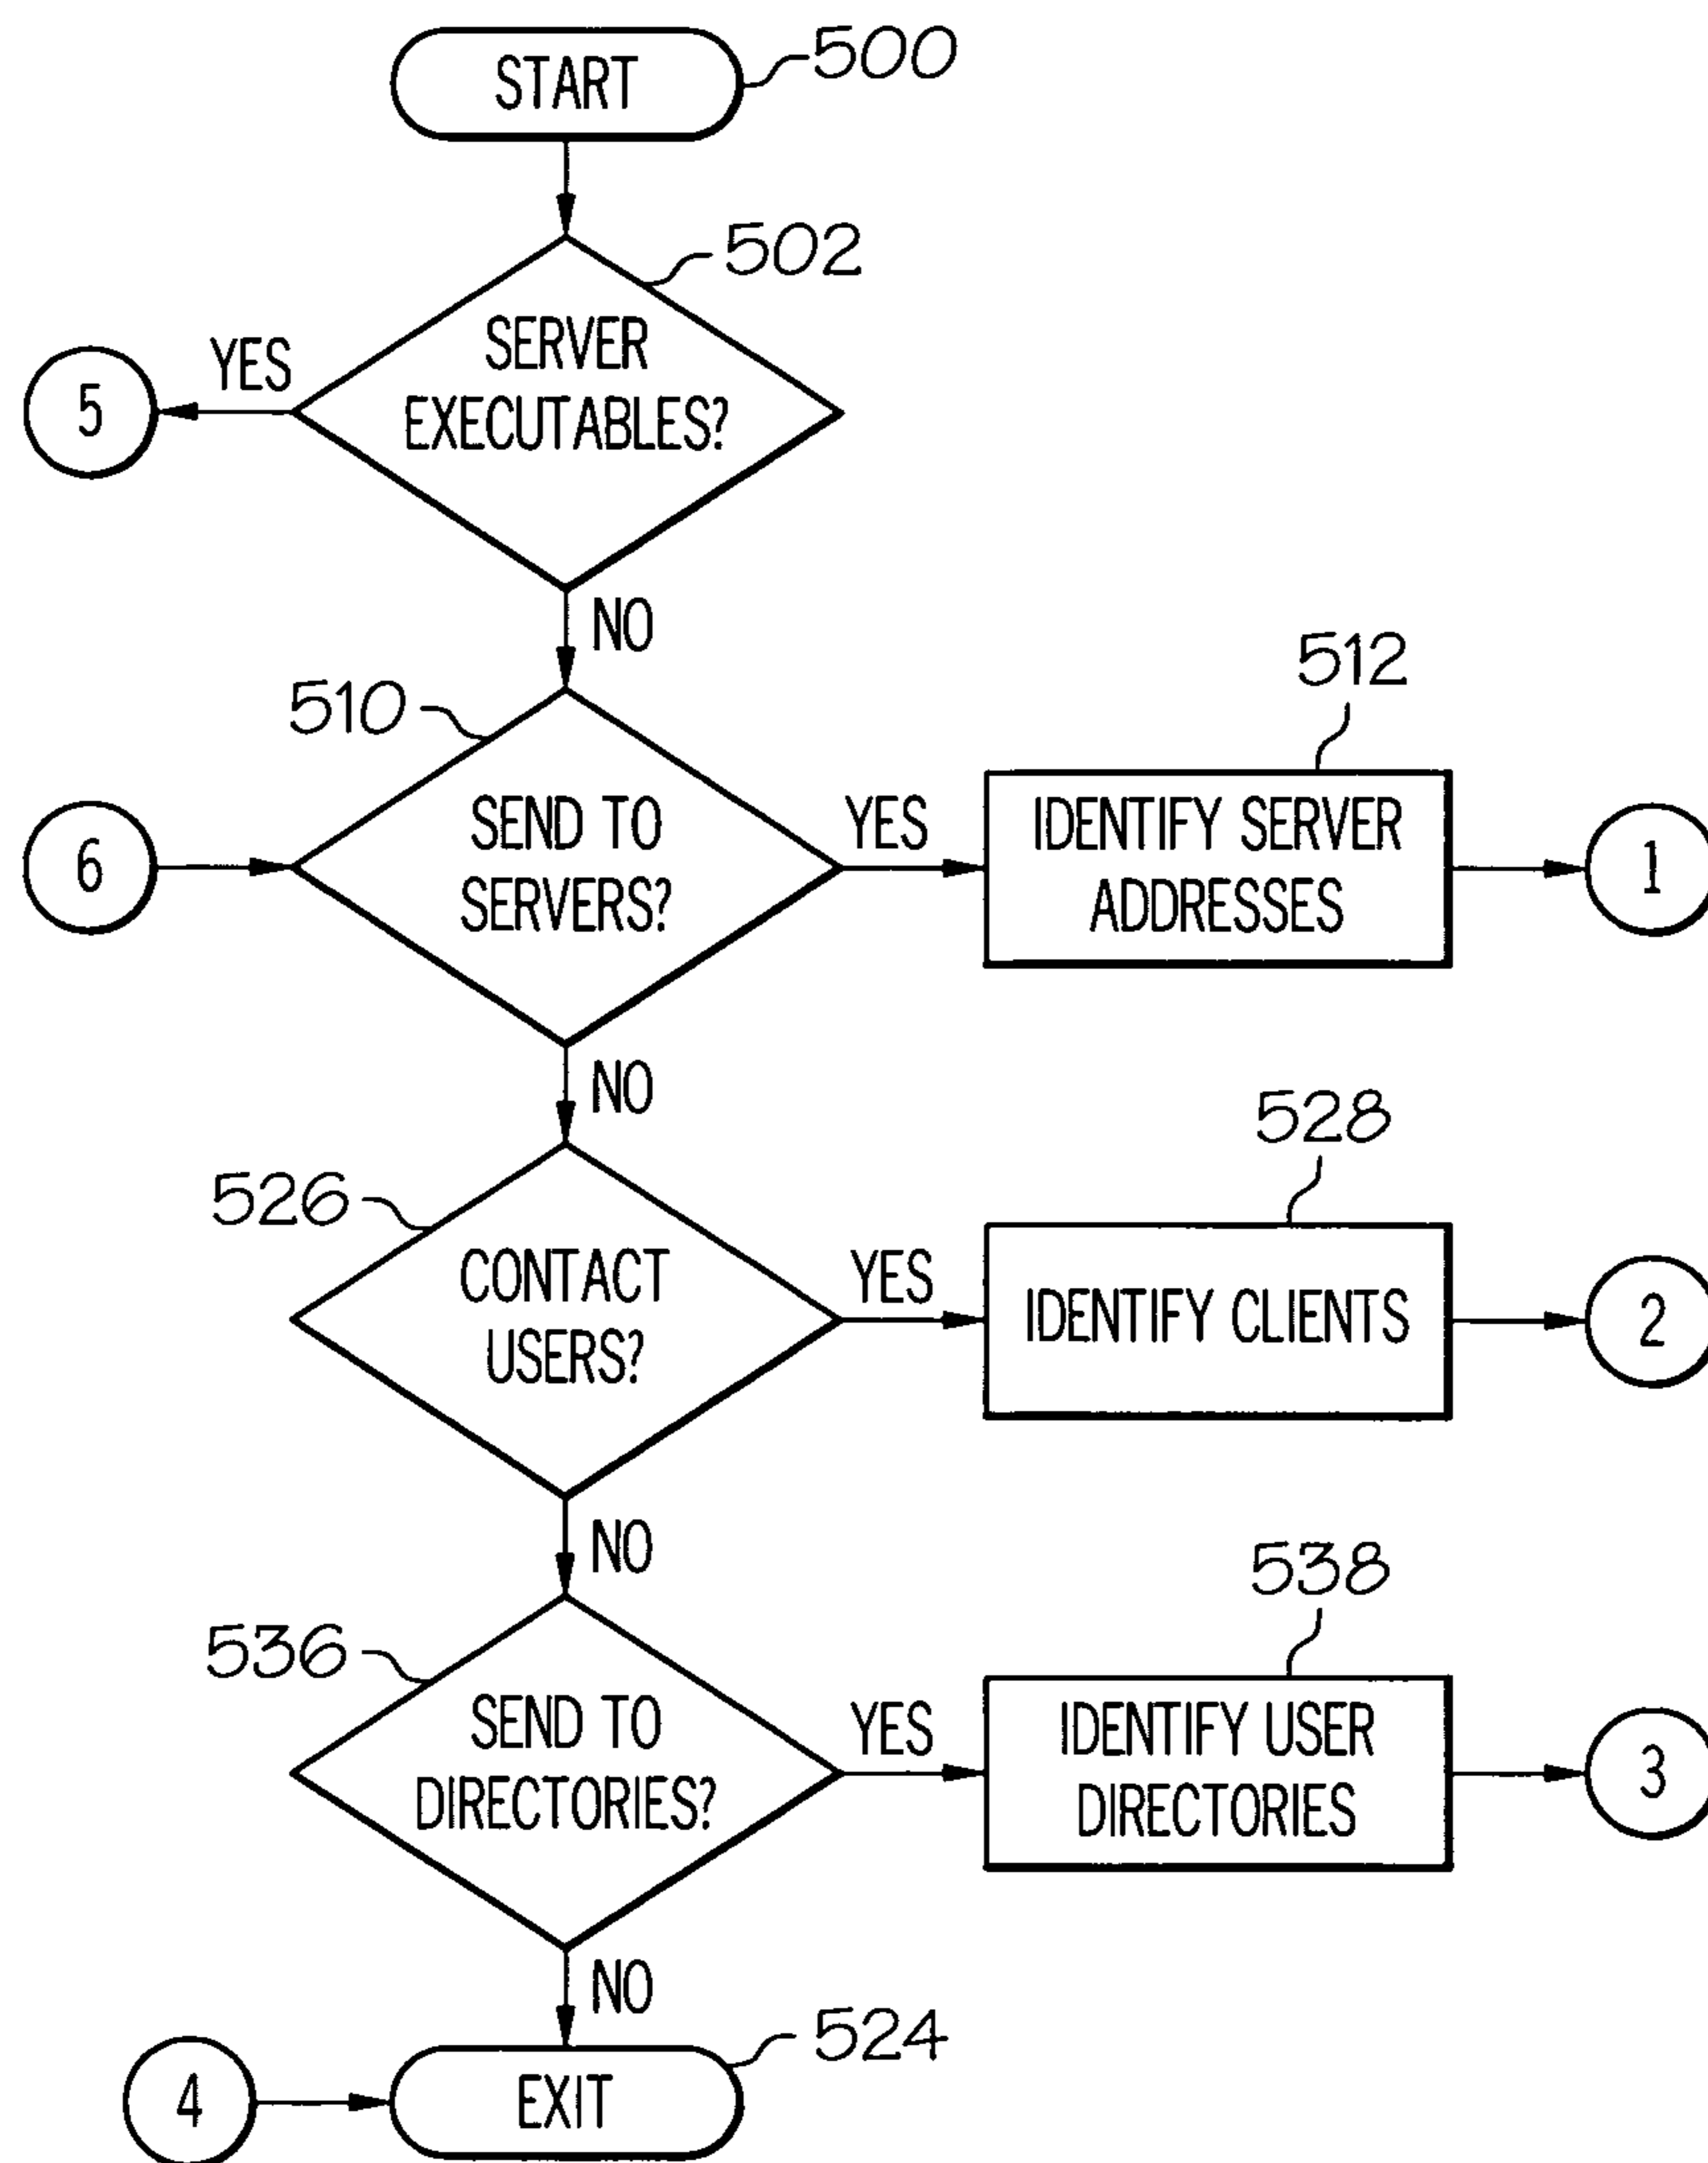 START
500
502
SERVER
EXECUTABLES?
YES
5
NO
510
512
6
SEND TO
SERVERS?
YES
IDENTIFY SERVER
ADDRESSES
1
NO
526
528
CONTACT
USERS?
YES
IDENTIFY CLIENTS
2
NO
536
538
SEND TO
DIRECTORIES?
YES
IDENTIFY USER
DIRECTORIES
3
NO
524
4
EXIT